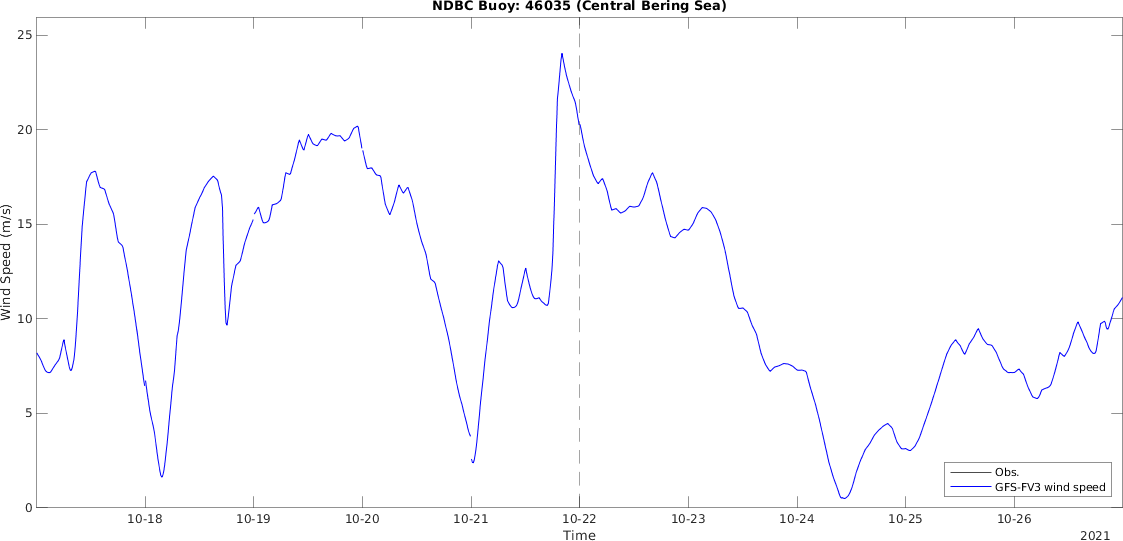 NDBC Buoy: 46035 (Central Bering Sea)
25
20
15
10
5
0
Wind Speed (m/s)
10-18 10-19 10-20 10-21 10-22 10-23 10-24 10-25 10-26
Time
2021
Obs.
GFS-FV3 wind speed